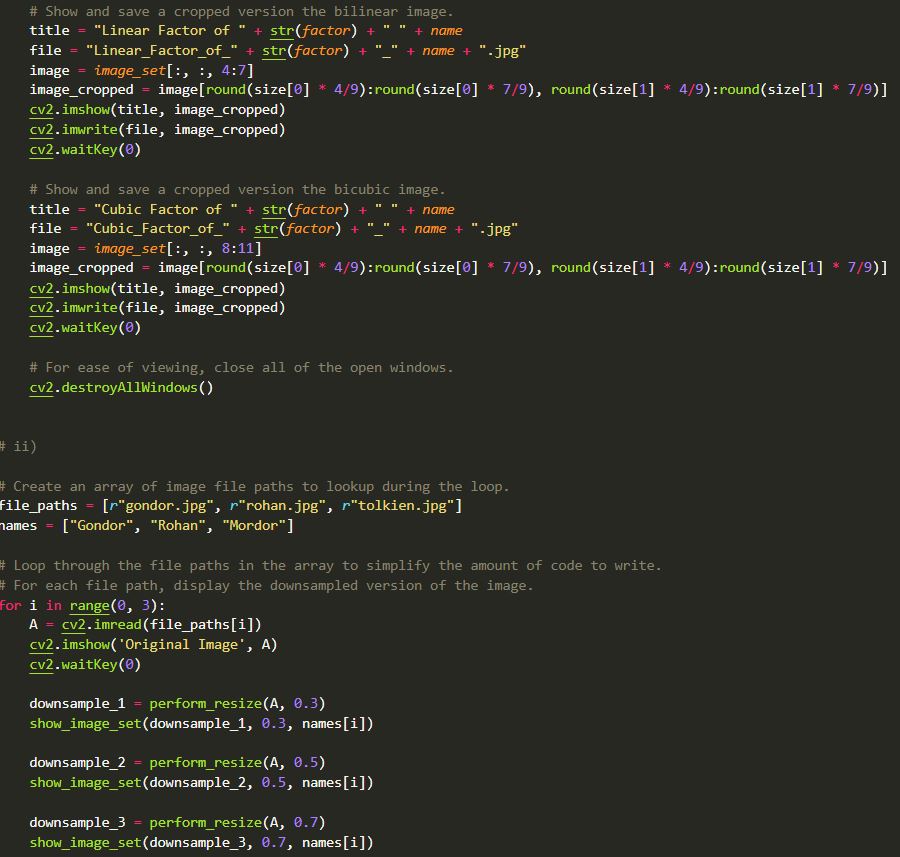 # Show and save a cropped version the bilinear image.
title = "Linear Factor of " + str(factor) + " " + name
file = "Linear_Factor_of_" + str(factor) + "_" + name + ".jpg"
image = image_set[:, :, 4:7]
image_cropped = image[round(size[0] * 4/9):round(size[0] * 7/9), round(size[1] * 4/9):round(size[1] * 7/9)]
cv2.imshow(title, image_cropped)
cv2.imwrite(file, image_cropped)
cv2.waitKey(0)
# Show and save a cropped version the bicubic image.
title = "Cubic Factor of " + str(factor) + " " + name
file = "Cubic_Factor_of_" + str(factor) + "_" + name + ".jpg"
image = image_set[:, :, 8:11]
image_cropped = image[round(size[0] * 4/9):round(size[0] * 7/9), round(size[1] * 4/9):round(size[1] * 7/9)]
cv2.imshow(title, image_cropped)
cv2.imwrite(file, image_cropped)
cv2.waitKey(0)
# For ease of viewing, close all of the open windows.
cv2.destroyAllWindows()
# ii)
# Create an array of image file paths to lookup during the loop.
file_paths = [r"gondor.jpg", r"rohan.jpg", r"tolkien.jpg"]
names = ["Gondor", "Rohan", "Mordor"]
# Loop through the file paths in the array to simplify the amount of code to write.
# For each file path, display the downsampled version of the image.
for i in range(0, 3):
A = cv2.imread(file_paths[i])
cv2.imshow('Original Image', A)
cv2.waitKey(0)
downsample_1 = perform_resize(A, 0.3)
show_image_set(downsample_1, 0.3, names[i])
downsample_2 = perform_resize(A, 0.5)
show_image_set(downsample_2, 0.5, names[i])
downsample_3 = perform_resize(A, 0.7)
show_image_set(downsample_3, 0.7, names[i])